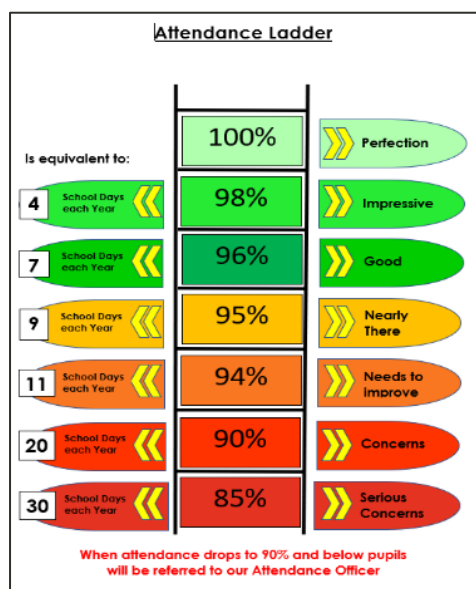 Attendance Ladder
100%
Perfection
Is equivalent to:
4
School Days
each Year
98%
Impressive
7
School Days
each Year
96%
Good
9
School Days
each Year
95%
Nearly
There
11
School Days
each Year
94%
Needs to
improve
20
School Days
each Year
90%
Concerns
30
School Days
each Year
85%
Serious
Concerns
When attendance drops to 90% and below pupils
will be referred to our Attendance Officer